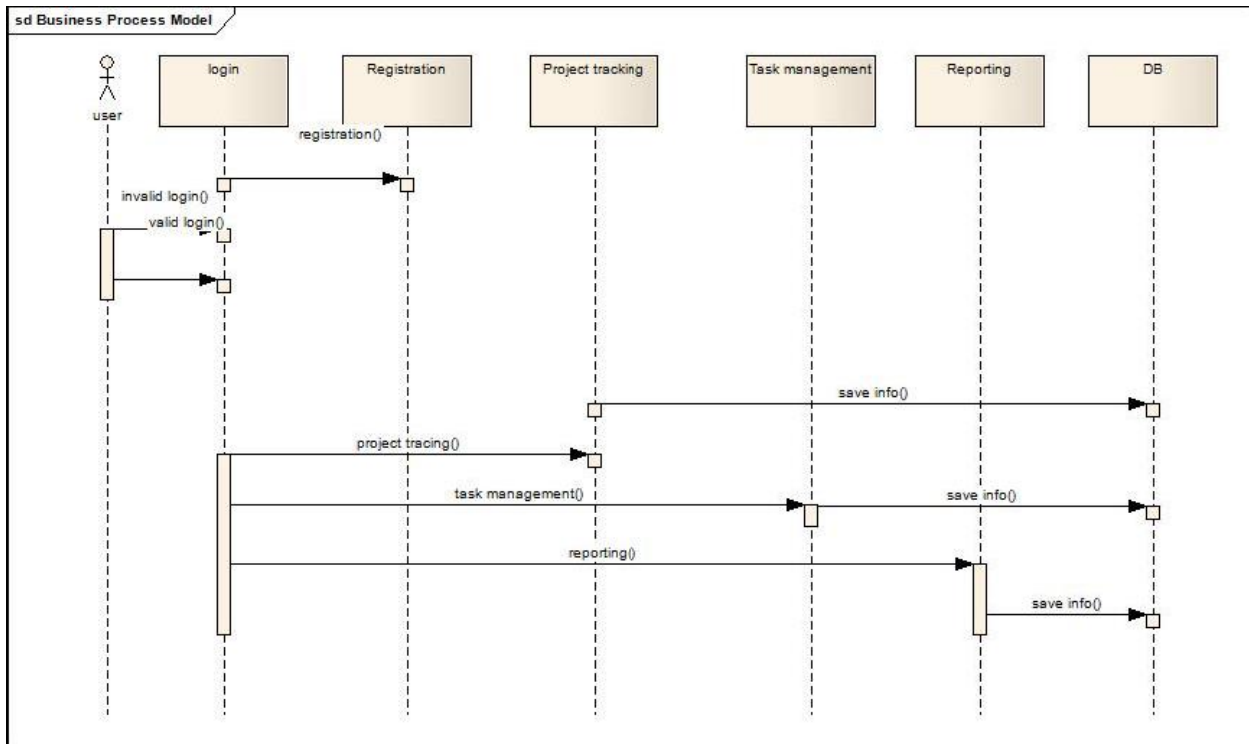 sd Business Process Model
user
login
Registration
Project tracking
Task management
Reporting
DB
registration()
invalid login()
valid login()
save info()
project tracing()
task management()
save info()
reporting()
save info()